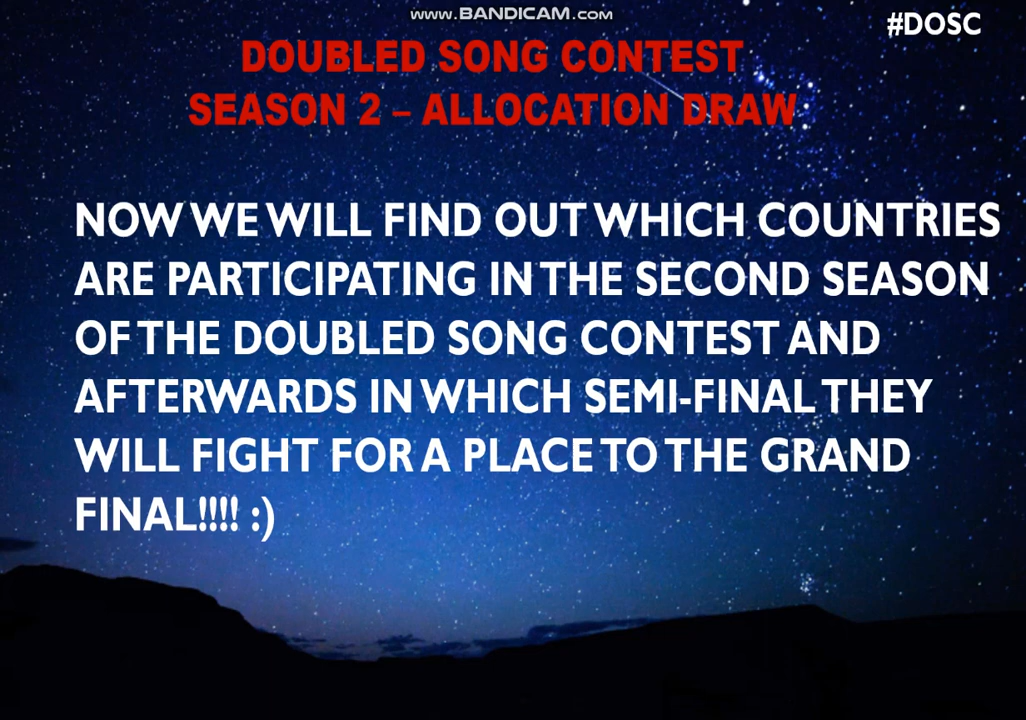 www.BANDICAM.com
#DOSC
DOUBLED SONG CONTEST
SEASON 2 – ALLOCATION DRAW
NOW WE WILL FIND OUT WHICH COUNTRIES
ARE PARTICIPATING IN THE SECOND SEASON
OF THE DOUBLED SONG CONTEST AND
AFTERWARDS IN WHICH SEMI-FINAL THEY
WILL FIGHT FOR A PLACE TO THE GRAND
FINAL!!!! :)